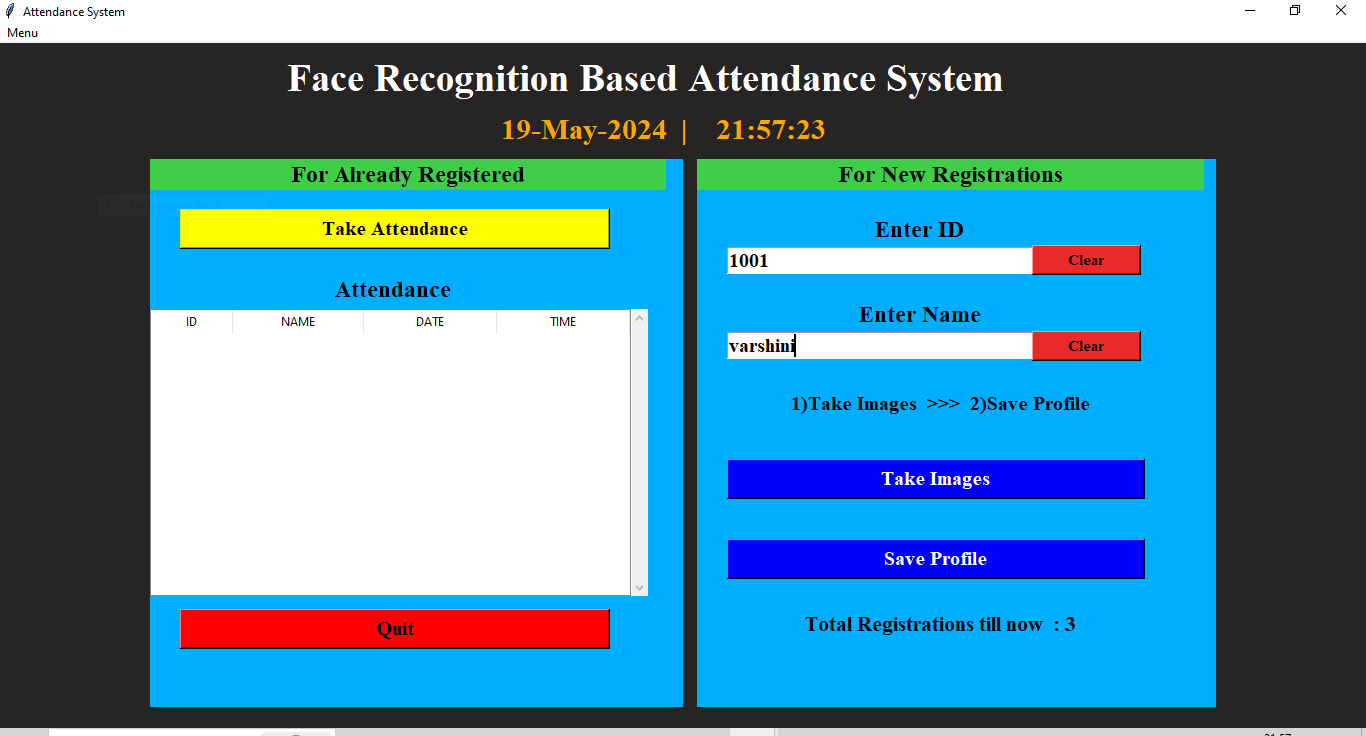 Attendance System
Menu
Face Recognition Based Attendance System
19-May-2024 | 21:57:23
For Already Registered
Take Attendance
Attendance
ID NAME DATE TIME
Quit
For New Registrations
Enter ID
1001 Clear
Enter Name
varshini Clear
1)Take Images >>> 2)Save Profile
Take Images
Save Profile
Total Registrations till now : 3